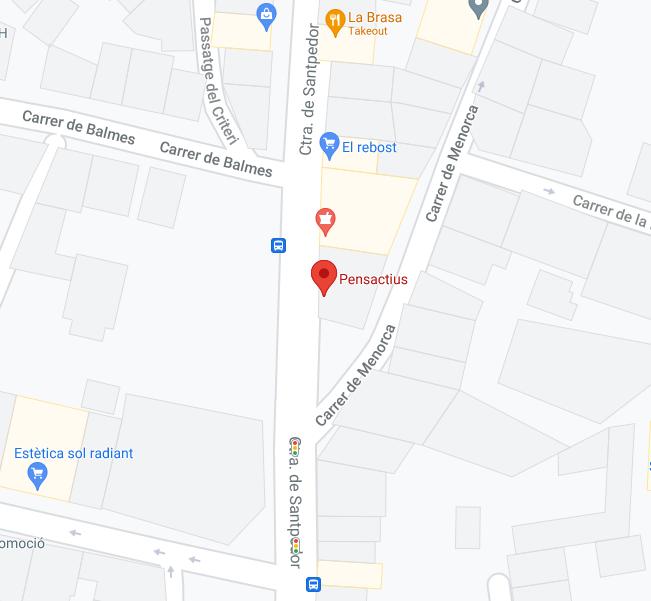 La Brasa
Takeout
Passatge del Criteri
Ctra. de Santpedor
Carrer de Balmes
Carrer de Balmes
El rebost
Carrer de Menorca
Carrer de la
Pensactius
Carrer de Menorca
Estètica sol radiant
Ctra. de Santpedor
omoció